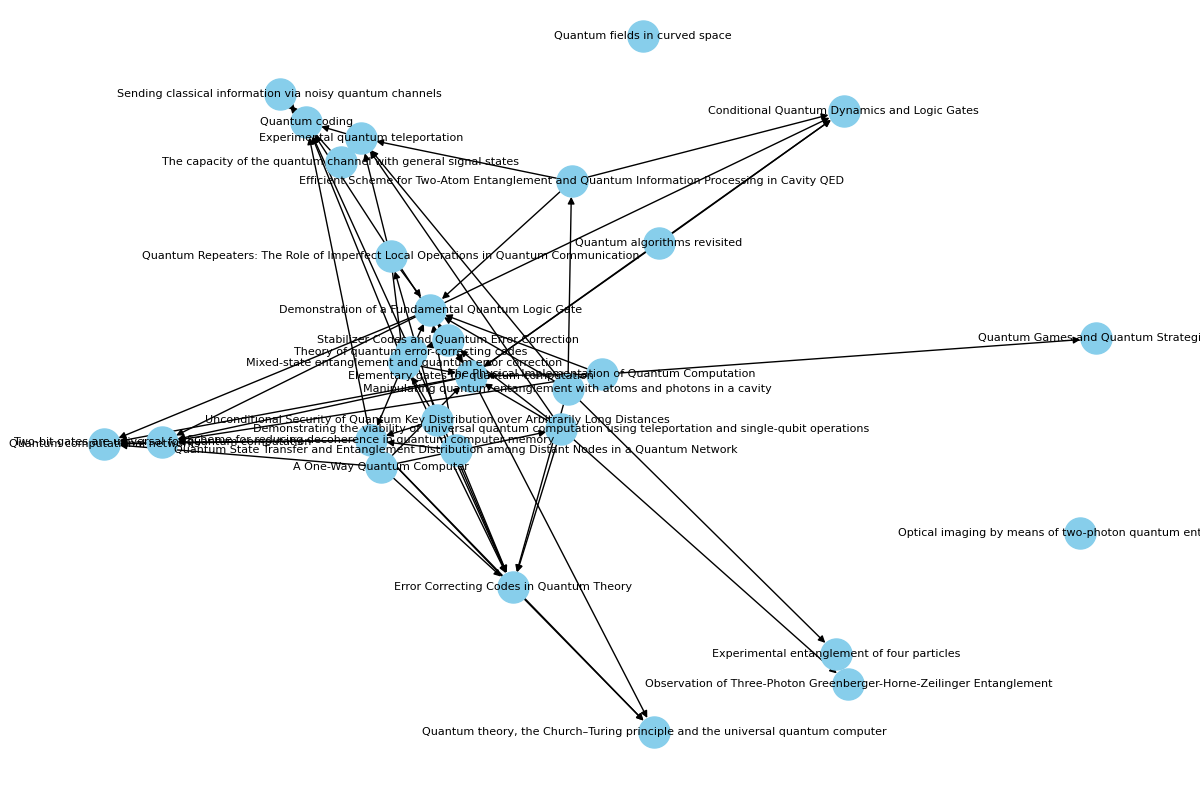 Quantum fields in curved space
Sending classical information via noisy quantum channels
Conditional Quantum Dynamics and Logic Gates
Quantum coding
Experimental quantum teleportation
The capacity of the quantum channel with general signal states
Efficient Scheme for Two-Atom Entanglement and Quantum Information Processing in Cavity QED
Quantum algorithms revisited
Quantum Repeaters: The Role of Imperfect Local Operations in Quantum Communication
Demonstration of a Fundamental Quantum Logic Gate
Quantum Games and Quantum Strategi
Stabilizer Codes and Quantum Error Correction
Theory of quantum error-correcting codes
Mixed-state entanglement and quantum error correction
The Physical Implementation of Quantum Computation
Elementary gates for quantum computation
Manipulating quantum entanglement with atoms and photons in a cavity
Unconditional Security of Quantum Key Distribution over Arbitrarily Long Distances
Demonstrating the viability of universal quantum computation using teleportation and single-qubit operations
Scheme for reducing decoherence in quantum computer memory
Two-bit gates are universal for quantum computation
Quantum computational networks
Quantum State Transfer and Entanglement Distribution among Distant Nodes in a Quantum Network
A One-Way Quantum Computer
Optical imaging by means of two-photon quantum ent
Error Correcting Codes in Quantum Theory
Experimental entanglement of four particles
Observation of Three-Photon Greenberger-Horne-Zeilinger Entanglement
Quantum theory, the Church–Turing principle and the universal quantum computer